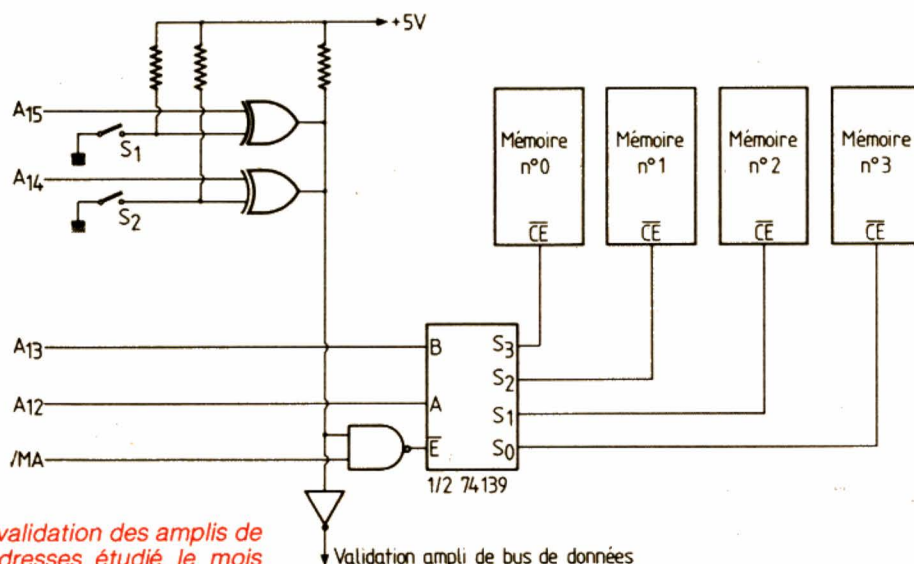 +5V
A15
S1
A14
S2
Mémoire n°0
CE
Mémoire n°1
CE
Mémoire n°2
CE
Mémoire n°3
CE
A13
B
S3
S2
A12
A
S1
E
S0
/MA
1/2 74139
validation des amplis de
dresses étudié le mois
Validation ampli de bus de données